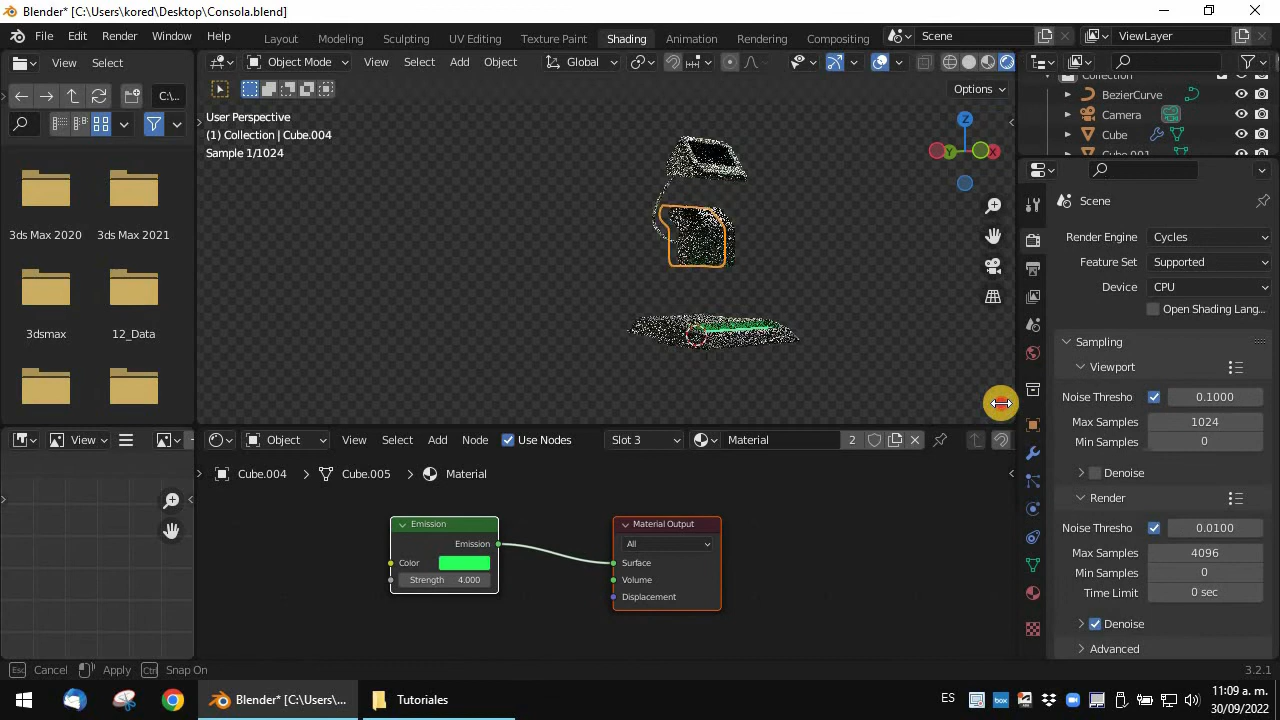 Blender* [C:\Users\kored\Desktop\Consola.blend]
File Edit Render Window Help
Layout Modeling Sculpting UV Editing Texture Paint Shading Animation Rendering Compositing
Scene
ViewLayer
View Select
Object Mode View Select Add Object
Global
C:\...
Options
User Perspective
(1) Collection | Cube.004
Sample 1/1024
Z
Y
X
3ds Max 2020 3ds Max 2021
3dsmax 12_Data
Collection
BezierCurve
Camera
Cube
Cube.001
Scene
Render Engine Cycles
Feature Set Supported
Device CPU
Open Shading Lang...
Sampling
Viewport
Noise Thresho 0.1000
Max Samples 1024
Min Samples 0
Denoise
Render
Noise Thresho 0.0100
Max Samples 4096
Min Samples 0
Time Limit 0 sec
Denoise
Advanced
View
Object View Select Add Node Use Nodes Slot 3 Material 2
Cube.004 Cube.005 Material
Emission
Emission
Color
Strength 4.000
Material Output
All
Surface
Volume
Displacement
Esc Cancel Apply Ctrl Snap On
3.2.1
Blender* [C:\Users\...
Tutoriales
ES
box
11:09 a. m.
30/09/2022